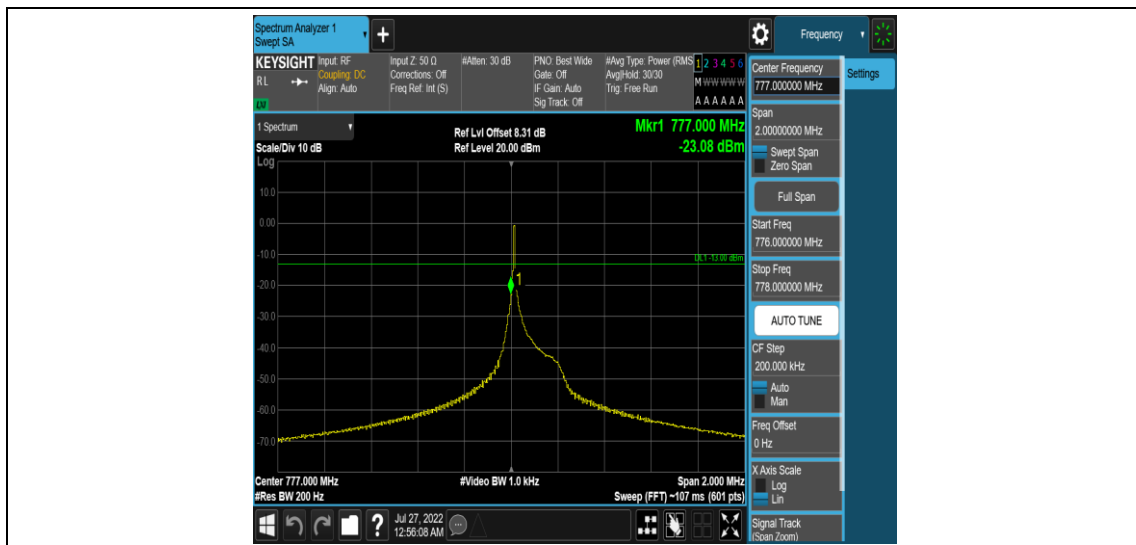 Spectrum Analyzer 1
Swept SA
Frequency
KEYSIGHT
RL
LXI
Input: RF
Coupling: DC
Align: Auto
Input Z: 50 Ω
Corrections: Off
Freq Ref: Int (S)
#Atten: 30 dB
PNO: Best Wide
Gate: Off
IF Gain: Auto
Sig Track: Off
#Avg Type: Power (RMS
Avg|Hold: 30/30
Trig: Free Run
1 2 3 4 5 6
M W W W W W
A A A A A A
Center Frequency
777.000000 MHz
Settings
Span
2.00000000 MHz
Swept Span
Zero Span
Full Span
Start Freq
776.000000 MHz
Stop Freq
778.000000 MHz
AUTO TUNE
CF Step
200.000 kHz
Auto
Man
Freq Offset
0 Hz
X Axis Scale
Log
Lin
Signal Track
(Span Zoom)
1 Spectrum
Scale/Div 10 dB
Log
Ref Lvl Offset 8.31 dB
Ref Level 20.00 dBm
Mkr1 777.000 MHz
-23.08 dBm
10.0
0.00
-10.0
DL1 -13.00 dBm
-20.0
1
-30.0
-40.0
-50.0
-60.0
-70.0
Center 777.000 MHz
#Res BW 200 Hz
#Video BW 1.0 kHz
Span 2.000 MHz
Sweep (FFT) ~107 ms (601 pts)
Jul 27, 2022
12:56:08 AM